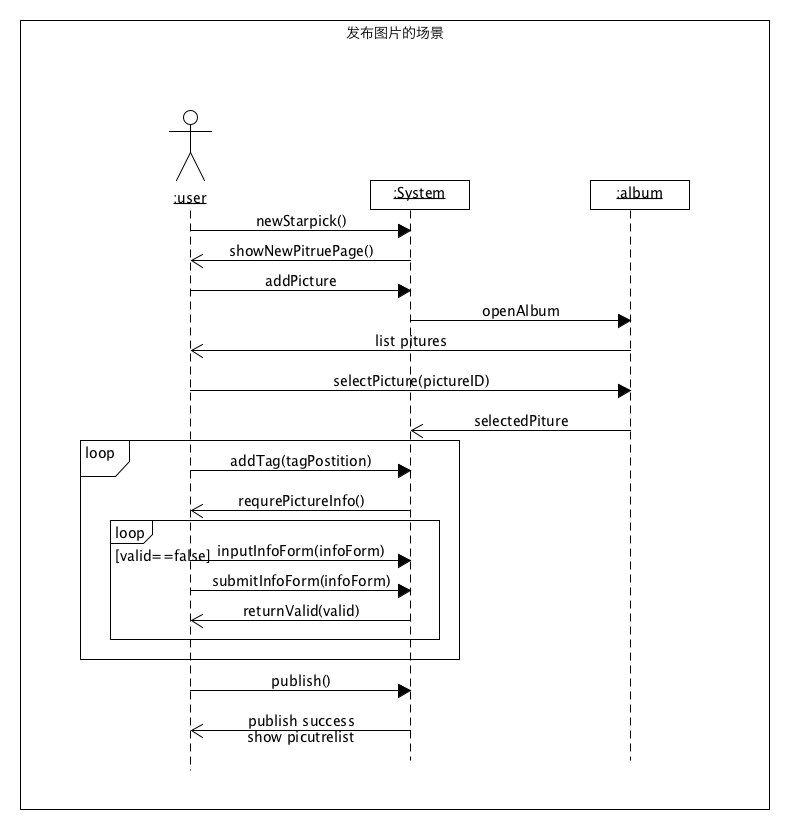 发布图片的场景
:user
:System
:album
newStarpick()
showNewPitruePage()
addPicture
openAlbum
list pitures
selectPicture(pictureID)
selectedPiture
loop
addTag(tagPostition)
requrePictureInfo()
loop
[valid==false]
inputInfoForm(infoForm)
submitInfoForm(infoForm)
returnValid(valid)
publish()
publish success
show picutrelist